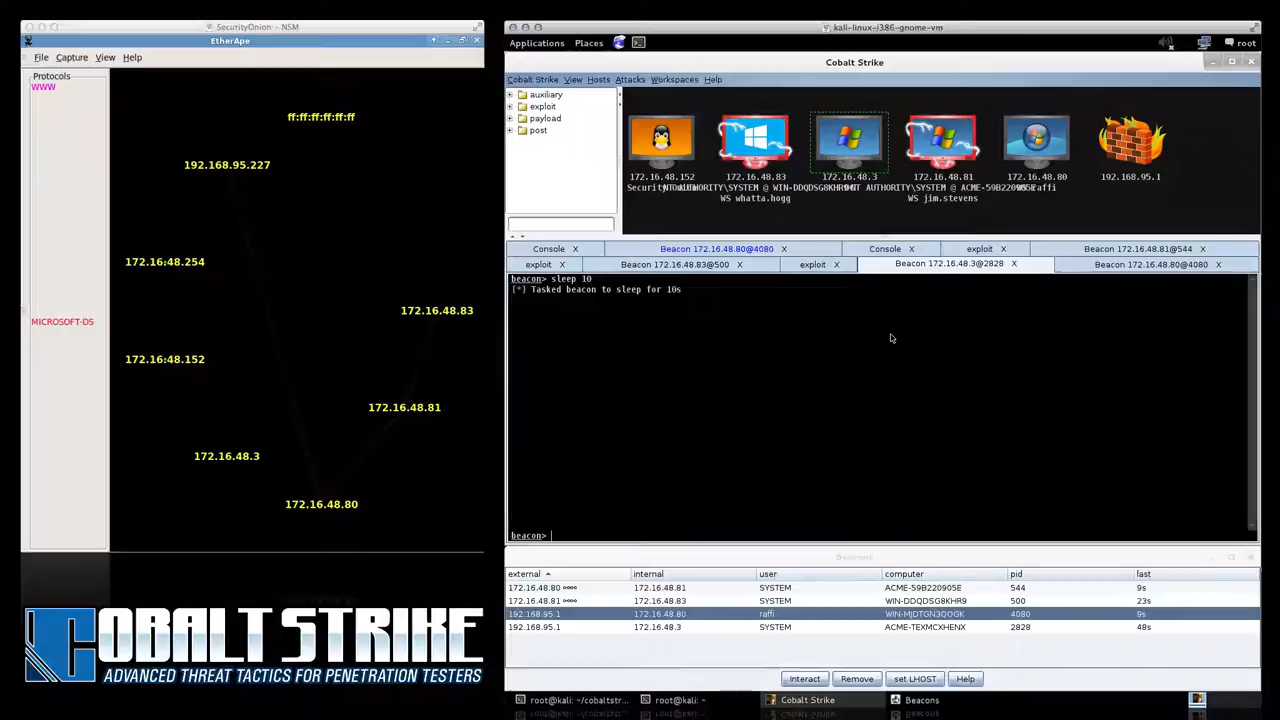 SecurityOnion - NSM
EtherApe
File Capture View Help
Protocols
WWW
MICROSOFT-DS
ff:ff:ff:ff:ff:ff
192.168.95.227
172.16.48.254
172.16.48.83
172.16.48.152
172.16.48.81
172.16.48.3
172.16.48.80
COBALT STRIKE
ADVANCED THREAT TACTICS FOR PENETRATION TESTERS
kali-linux-i386-gnome-vm
Applications Places root
Cobalt Strike
Cobalt Strike View Hosts Attacks Workspaces Help
auxiliary
exploit
payload
post
172.16.48.152 172.16.48.83 172.16.48.3 172.16.48.81 172.16.48.80 192.168.95.1
WS whatta.hogg WS jim.stevens
Console X Beacon 172.16.48.80@4080 X Console X exploit X Beacon 172.16.48.81@544 X
exploit X Beacon 172.16.48.83@500 X exploit X Beacon 172.16.48.3@2828 X Beacon 172.16.48.80@4080 X
beacon> sleep 10
[*] Tasked beacon to sleep for 10s
beacon>
Beacons
external internal user computer pid last
172.16.48.80 172.16.48.81 SYSTEM ACME-59B220905E 544 9s
172.16.48.81 172.16.48.83 SYSTEM WIN-DDQDSG8KHR9 500 23s
192.168.95.1 172.16.48.80 raffi WIN-MJDTGN3QOGK 4080 9s
192.168.95.1 172.16.48.3 SYSTEM ACME-TEXMCXHENX 2828 48s
Interact Remove set LHOST Help
root@kali: ~/cobaltstr... root@kali: ~ Cobalt Strike Beacons